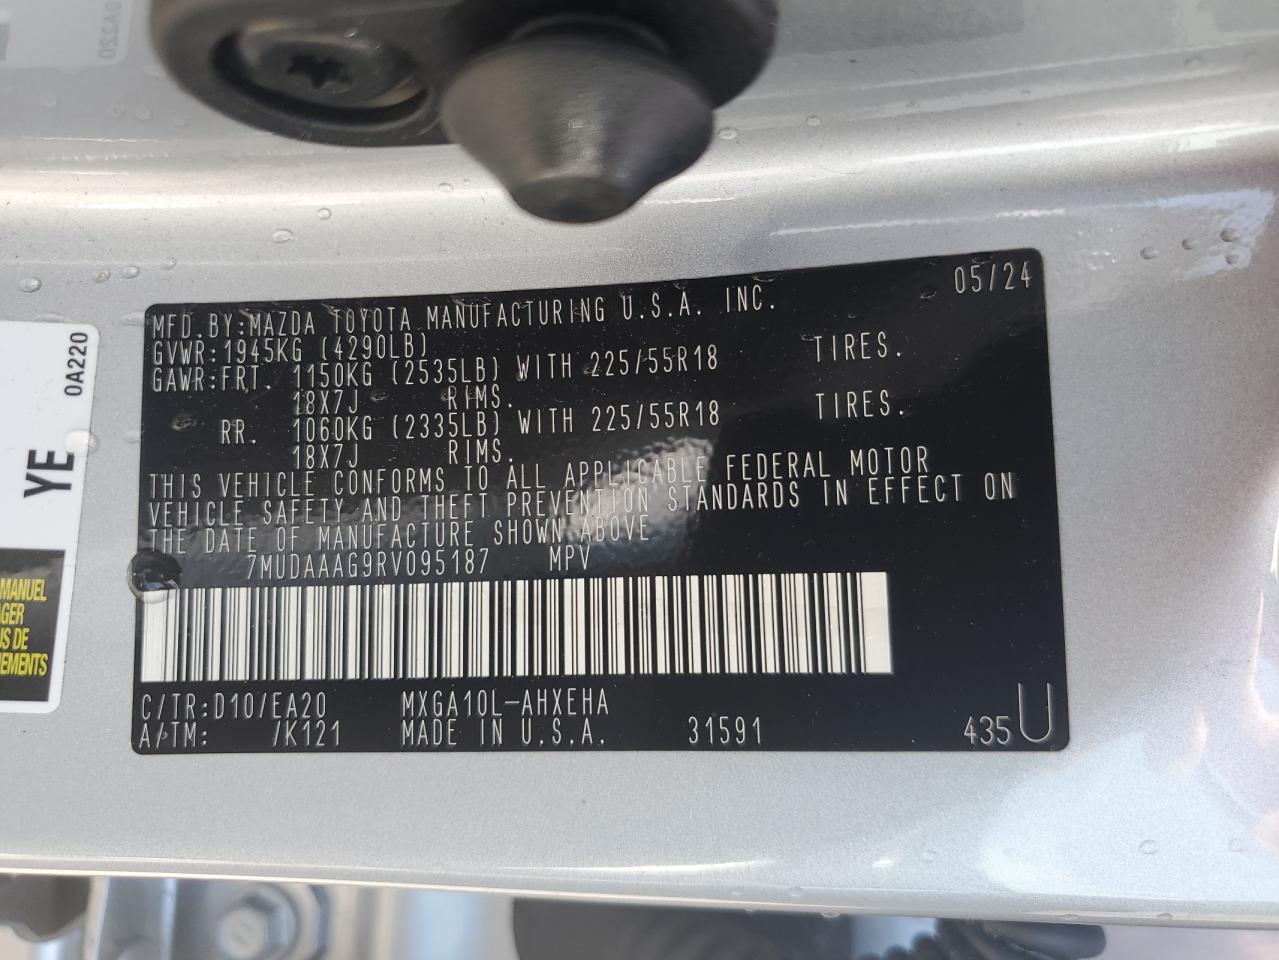 05/24
MFD.BY:MAZDA TOYOTA MANUFACTURING U.S.A. INC.
GVWR:1945KG (4290LB)
GAWR:FRT. 1150KG (2535LB) WITH 225/55R18 TIRES.
18X7J RIMS.
RR. 1060KG (2335LB) WITH 225/55R18 TIRES.
18X7J RIMS.
THIS VEHICLE CONFORMS TO ALL APPLICABLE FEDERAL MOTOR
VEHICLE SAFETY AND THEFT PREVENTION STANDARDS IN EFFECT ON
THE DATE OF MANUFACTURE SHOWN ABOVE
7MUDAAAG9RV095187 MPV
C/TR:D10/EA20 MXGA10L-AHXEHA
A/TM: /K121 MADE IN U.S.A. 31591 435 U
YE
0A220
MANUEL
US DE